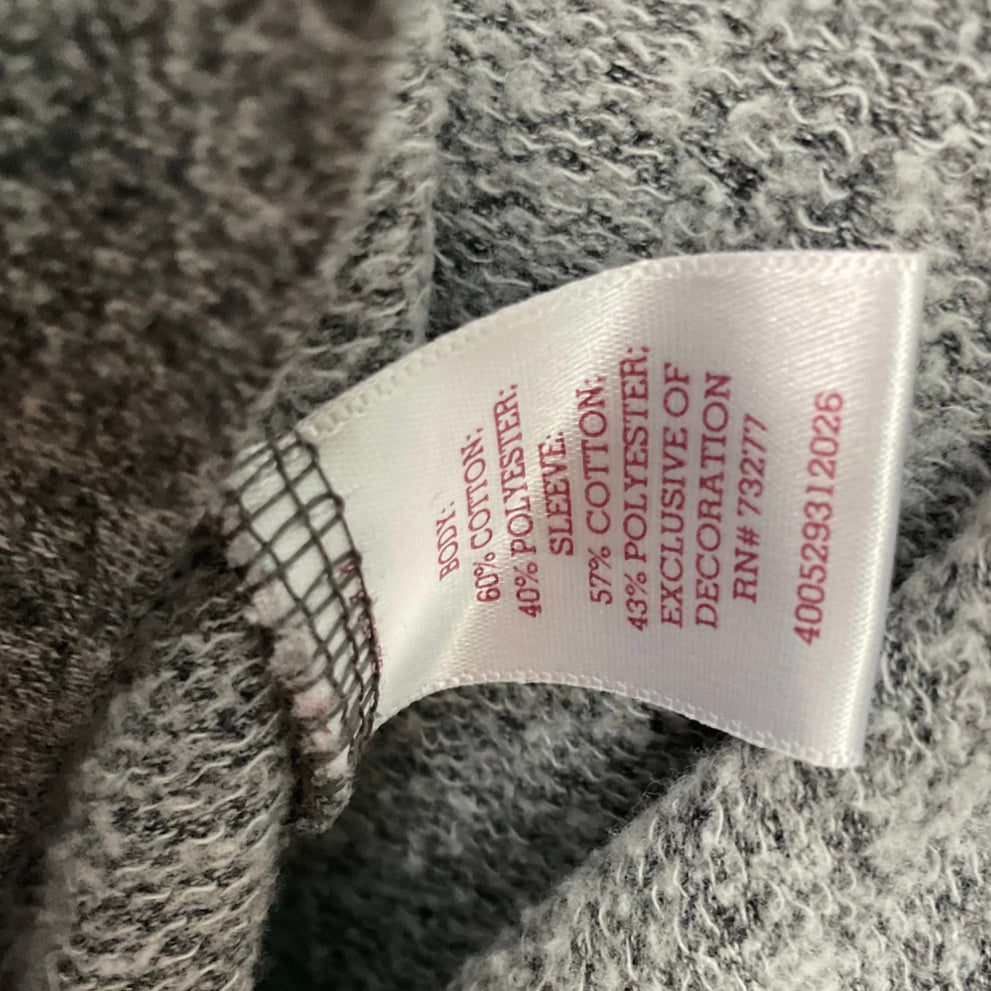 BODY:
60% COTTON;
40% POLYESTER;
SLEEVE:
57% COTTON;
43% POLYESTER;
EXCLUSIVE OF
DECORATION
RN# 73277
400529312026